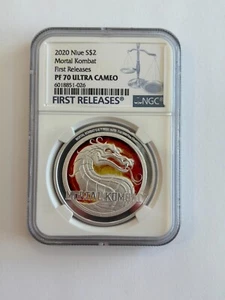 2020 Niue S$2
Mortal Kombat
First Releases
PF 70 ULTRA CAMEO
6018851-026
FIRST RELEASES®
NGC
MORTAL KOMBAT